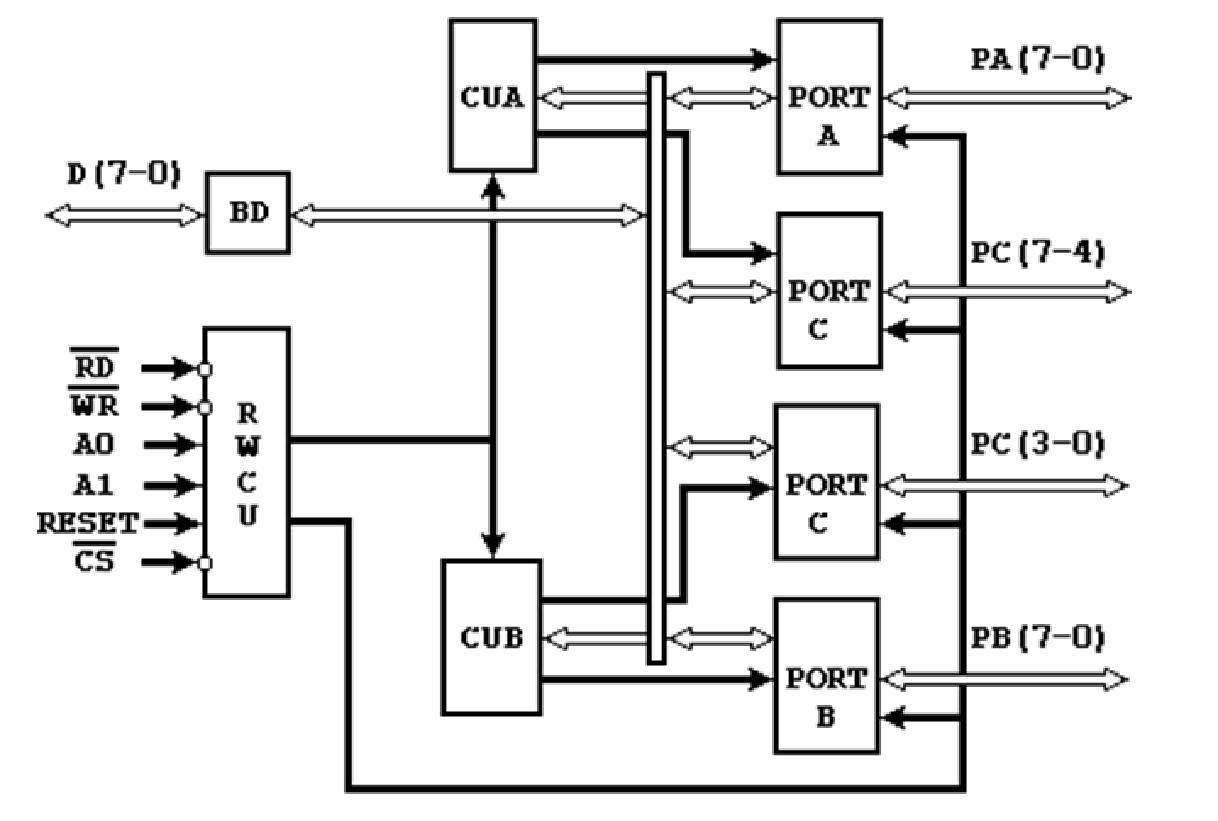 CUA
PORT
A
PA(7-0)
D(7-0)
BD
PORT
C
PC(7-4)
RD
WR
A0
A1
RESET
CS
R
W
C
U
PORT
C
PC(3-0)
CUB
PORT
B
PB(7-0)